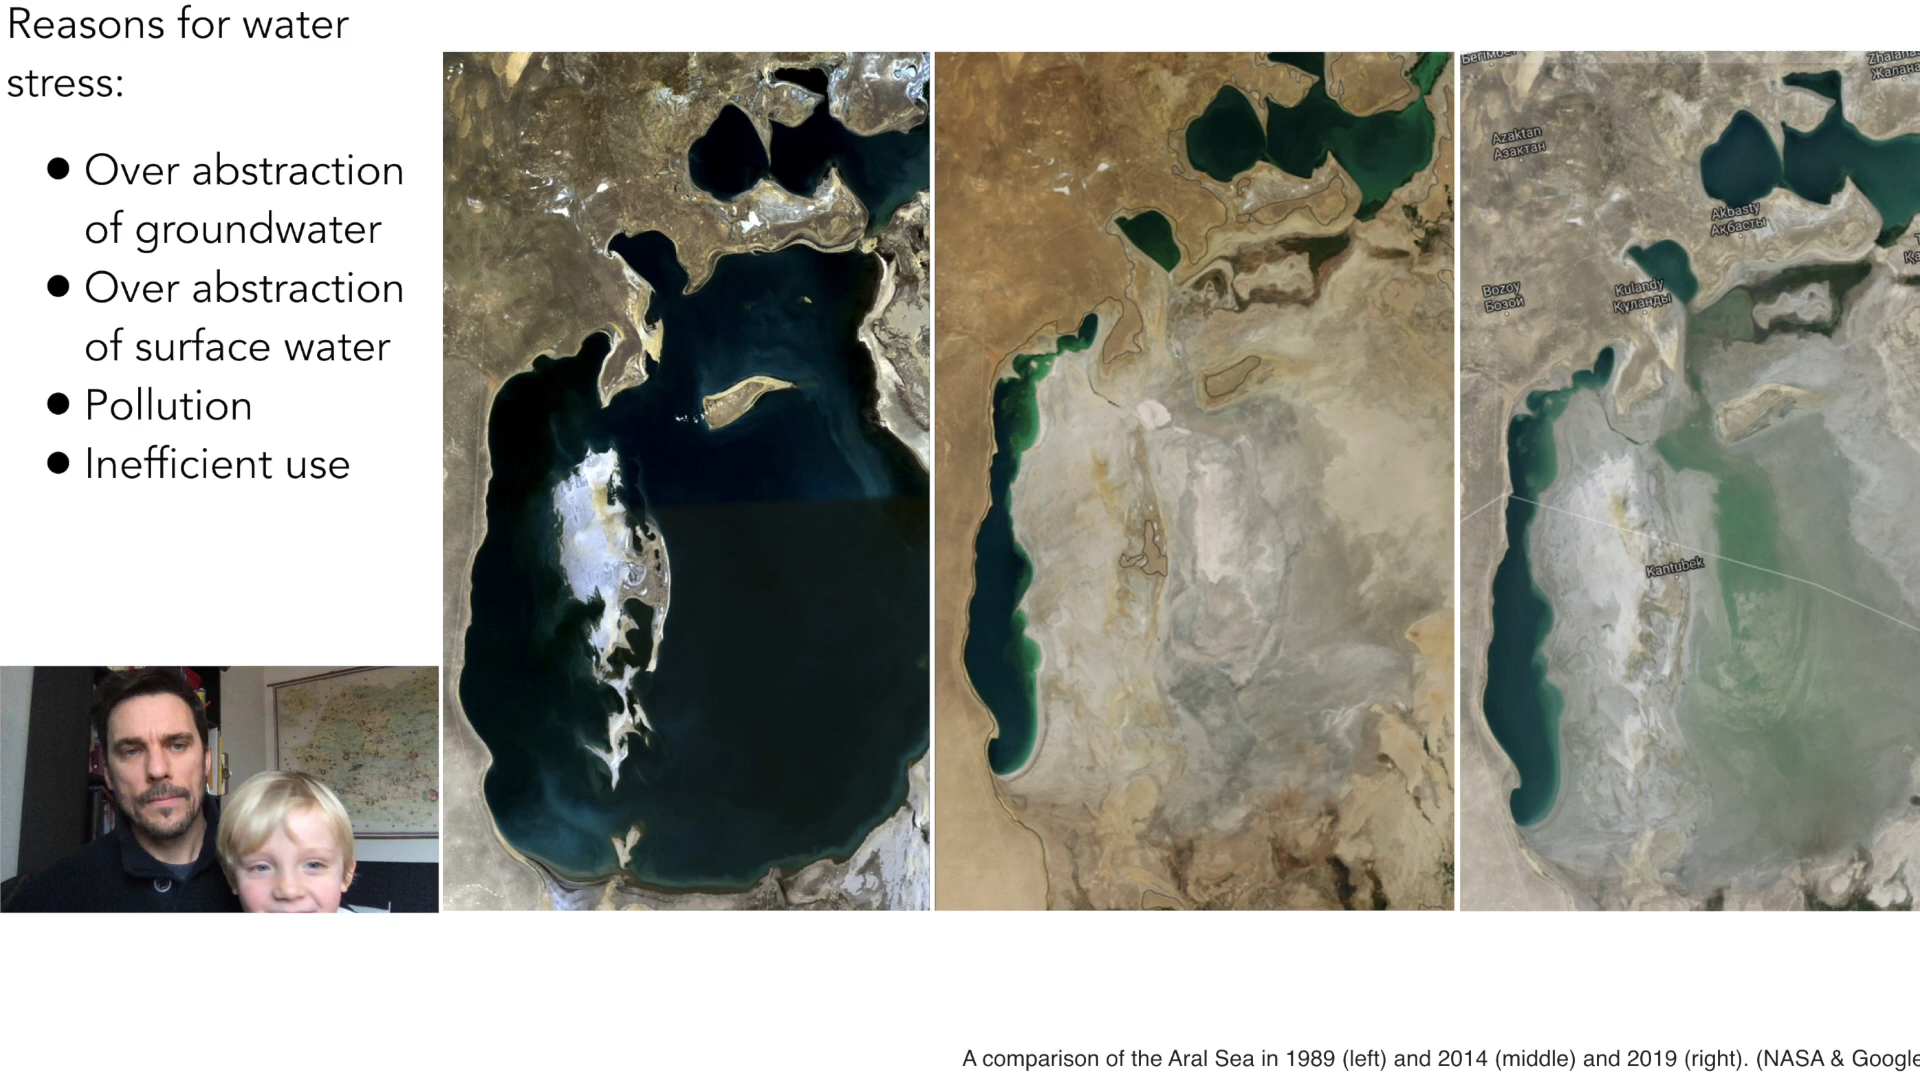 Reasons for water
stress:
● Over abstraction
of groundwater
● Over abstraction
of surface water
● Pollution
● Inefficient use
Azaktan
Азактан
Akbasty
Ақбасты
Bozoy
Бозой
Kulandy
Құланды
Kantubek
A comparison of the Aral Sea in 1989 (left) and 2014 (middle) and 2019 (right). (NASA & Google